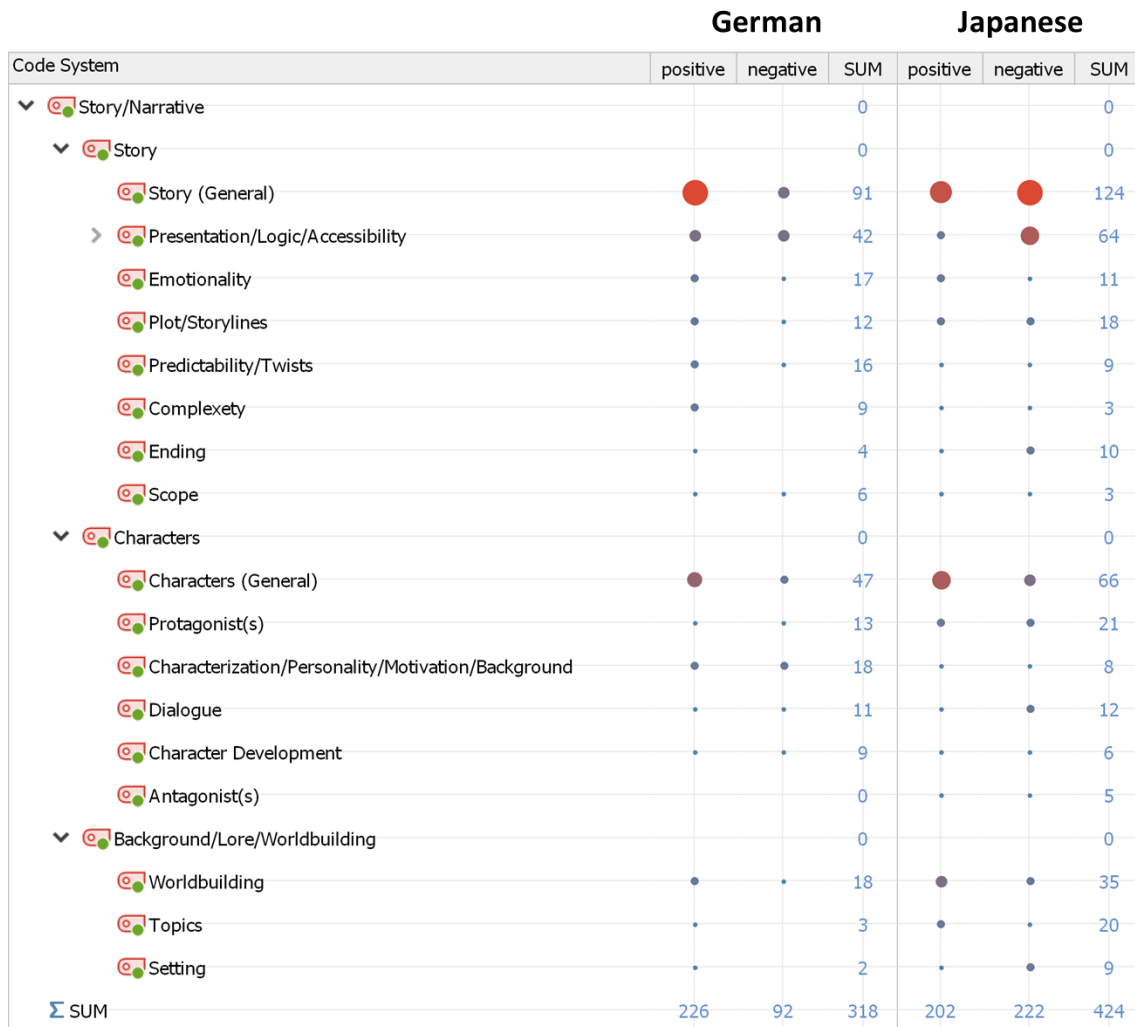 German Japanese
Code System positive negative SUM positive negative SUM
Story/Narrative 0 0
Story 0 0
Story (General) 91 124
Presentation/Logic/Accessibility 42 64
Emotionality 17 11
Plot/Storylines 12 18
Predictability/Twists 16 9
Complexety 9 3
Ending 4 10
Scope 6 3
Characters 0 0
Characters (General) 47 66
Protagonist(s) 13 21
Characterization/Personality/Motivation/Background 18 8
Dialogue 11 12
Character Development 9 6
Antagonist(s) 0 5
Background/Lore/Worldbuilding 0 0
Worldbuilding 18 35
Topics 3 20
Setting 2 9
Σ SUM 226 92 318 202 222 424